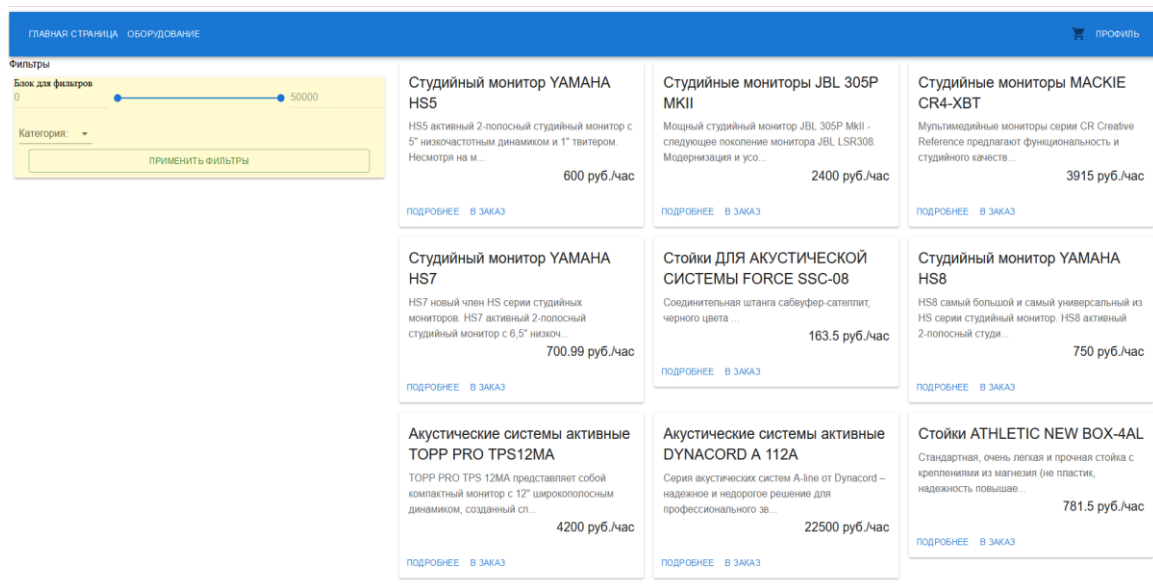 ГЛАВНАЯ СТРАНИЦА ОБОРУДОВАНИЕ ПРОФИЛЬ
Фильтры
Блок для фильтров
0 50000
Категория:
ПРИМЕНИТЬ ФИЛЬТРЫ
Студийный монитор YAMAHA
HS5
HS5 активный 2-полосный студийный монитор с
5" низкочастотным динамиком и 1" твитером.
Несмотря на м...
600 руб./час
ПОДРОБНЕЕ В ЗАКАЗ
Студийные мониторы JBL 305P
MKII
Мощный студийный монитор JBL 305P MkII -
следующее поколение монитора JBL LSR308.
Модернизация и усо...
2400 руб./час
ПОДРОБНЕЕ В ЗАКАЗ
Студийные мониторы MACKIE
CR4-XBT
Мультимедийные мониторы серии CR Creative
Reference предлагают функциональность и
студийного качеств...
3915 руб./час
ПОДРОБНЕЕ В ЗАКАЗ
Студийный монитор YAMAHA
HS7
HS7 новый член HS серии студийных
мониторов. HS7 активный 2-полосный
студийный монитор с 6,5" низкоч...
700.99 руб./час
ПОДРОБНЕЕ В ЗАКАЗ
Стойки ДЛЯ АКУСТИЧЕСКОЙ
СИСТЕМЫ FORCE SSC-08
Соединительная штанга сабвуфер-сателлит,
черного цвета ...
163.5 руб./час
ПОДРОБНЕЕ В ЗАКАЗ
Студийный монитор YAMAHA
HS8
HS8 самый большой и самый универсальный из
HS серии студийный монитор. HS8 активный
2-полосный студи...
750 руб./час
ПОДРОБНЕЕ В ЗАКАЗ
Акустические системы активные
TOPP PRO TPS12MA
TOPP PRO TPS 12MA представляет собой
компактный монитор с 12" широкополосным
динамиком, созданный сп...
4200 руб./час
ПОДРОБНЕЕ В ЗАКАЗ
Акустические системы активные
DYNACORD A 112A
Серия акустических систем A-line от Dynacord –
надежное и недорогое решение для
профессионального зв...
22500 руб./час
ПОДРОБНЕЕ В ЗАКАЗ
Стойки ATHLETIC NEW BOX-4AL
Стандартная, очень легкая и прочная стойка с
креплениями из магнезия (не пластик,
надежность повышае...
781.5 руб./час
ПОДРОБНЕЕ В ЗАКАЗ